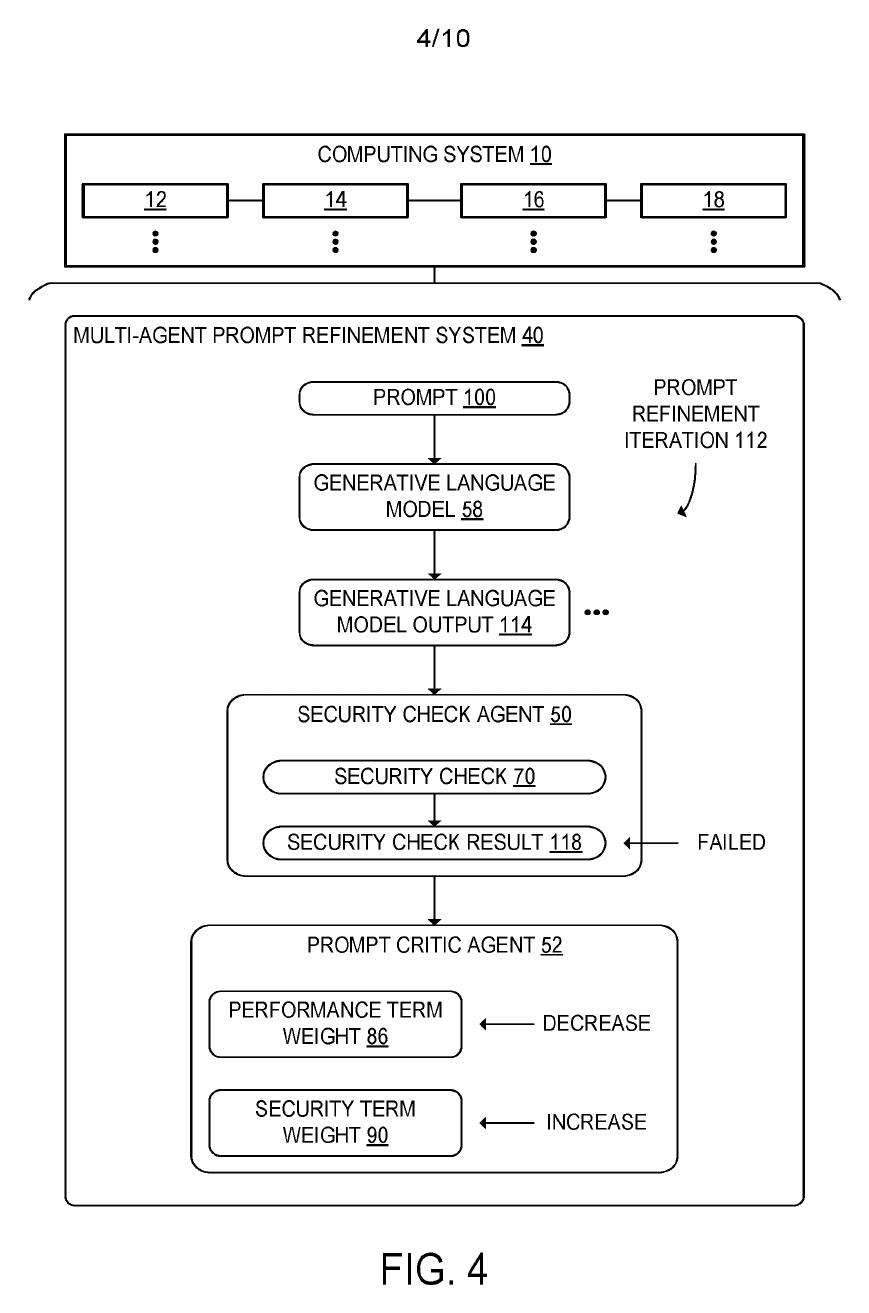 4/10
COMPUTING SYSTEM 10
12 14 16 18
MULTI-AGENT PROMPT REFINEMENT SYSTEM 40
PROMPT 100
PROMPT
REFINEMENT
ITERATION 112
GENERATIVE LANGUAGE
MODEL 58
GENERATIVE LANGUAGE
MODEL OUTPUT 114
SECURITY CHECK AGENT 50
SECURITY CHECK 70
SECURITY CHECK RESULT 118
FAILED
PROMPT CRITIC AGENT 52
PERFORMANCE TERM
WEIGHT 86
DECREASE
SECURITY TERM
WEIGHT 90
INCREASE
FIG. 4